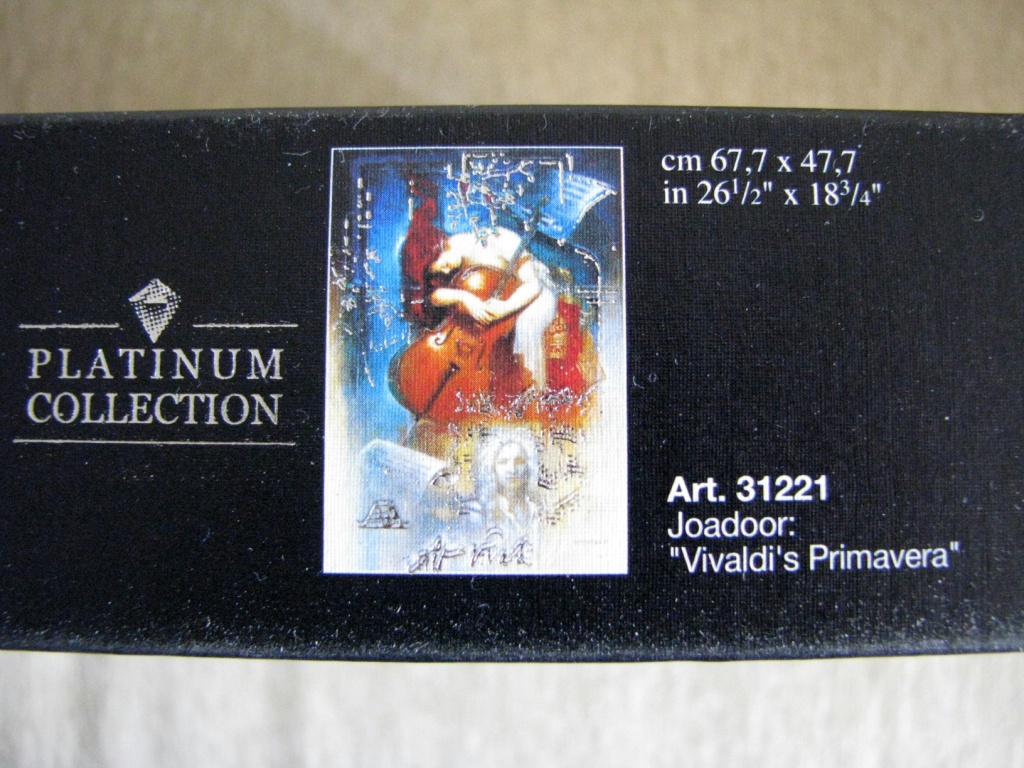 PLATINUM
COLLECTION
cm 67,7 x 47,7
in 26 1/2" x 18 3/4"
Art. 31221
Joadoor:
"Vivaldi's Primavera"